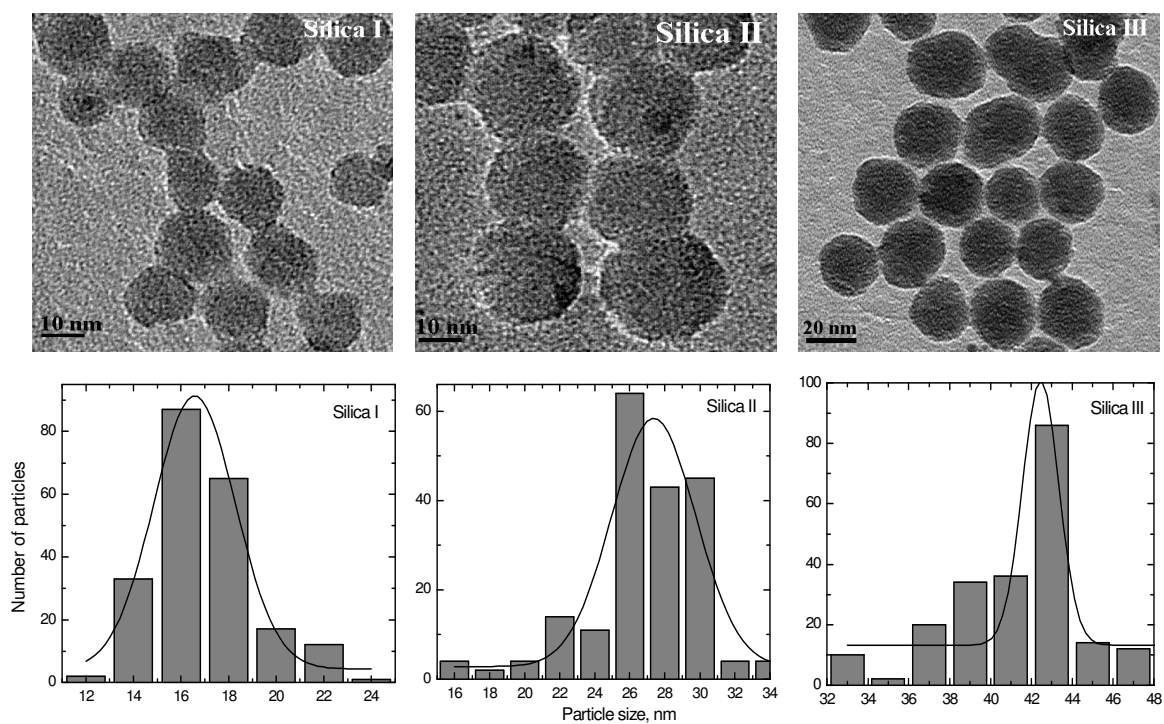 Silica I
Silica II
Silica III
10 nm
10 nm
20 nm
Number of particles
80
60
40
20
0
12 14 16 18 20 22 24
Silica I
60
40
20
0
16 18 20 22 24 26 28 30 32 34
Silica II
Particle size, nm
100
80
60
40
20
0
32 34 36 38 40 42 44 46 48
Silica III